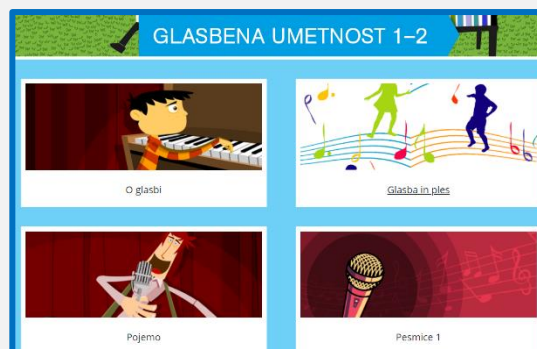 GLASBENA UMETNOST 1–2
O glasbi
Glasba in ples
Pojemo
Pesmice 1